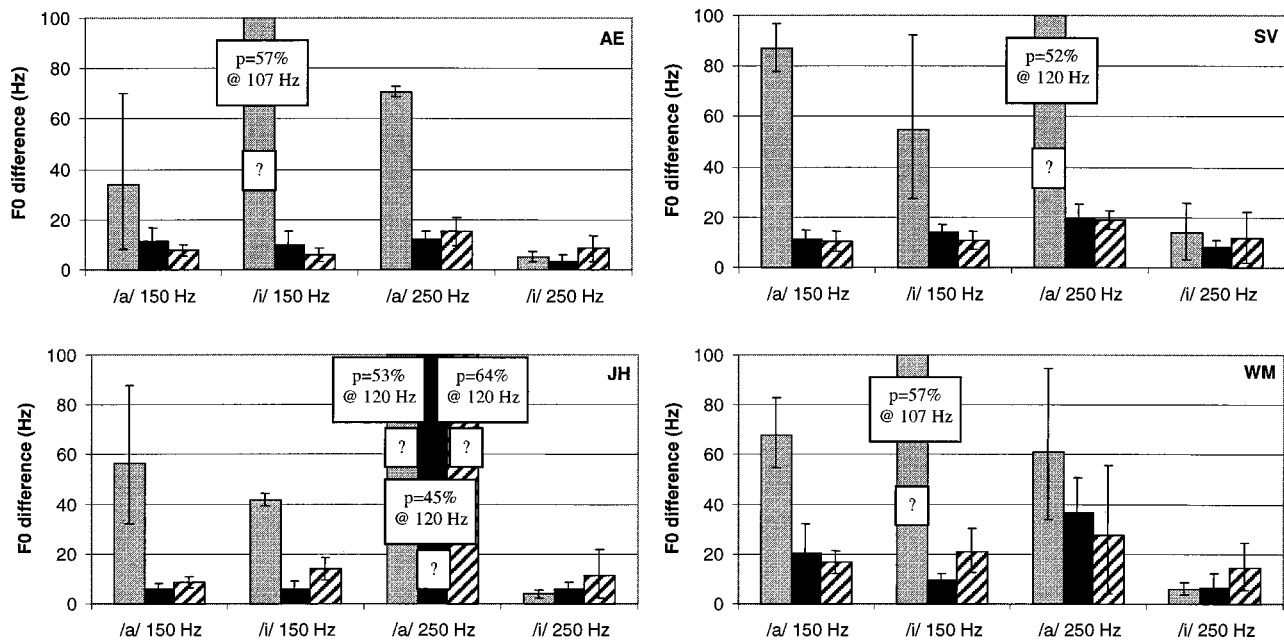 100
80
60
40
20
0
F0 difference (Hz)
AE
p=57%
@ 107 Hz
?
/a/ 150 Hz /i/ 150 Hz /a/ 250 Hz /i/ 250 Hz
100
80
60
40
20
0
F0 difference (Hz)
SV
p=52%
@ 120 Hz
?
/a/ 150 Hz /i/ 150 Hz /a/ 250 Hz /i/ 250 Hz
100
80
60
40
20
0
F0 difference (Hz)
JH
p=53%
@ 120 Hz
p=64%
@ 120 Hz
? ?
p=45%
@ 120 Hz
?
/a/ 150 Hz /i/ 150 Hz /a/ 250 Hz /i/ 250 Hz
100
80
60
40
20
0
F0 difference (Hz)
WM
p=57%
@ 107 Hz
?
/a/ 150 Hz /i/ 150 Hz /a/ 250 Hz /i/ 250 Hz